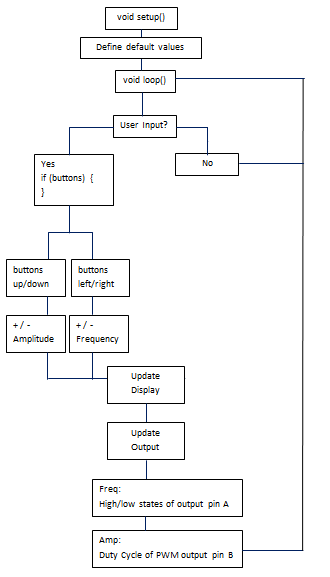 void setup()
Define default values
void loop()
User Input?
Yes
if (buttons) {
}
No
buttons
up/down
buttons
left/right
+ / -
Amplitude
+ / -
Frequency
Update
Display
Update
Output
Freq:
High/low states of output pin A
Amp:
Duty Cycle of PWM output pin B